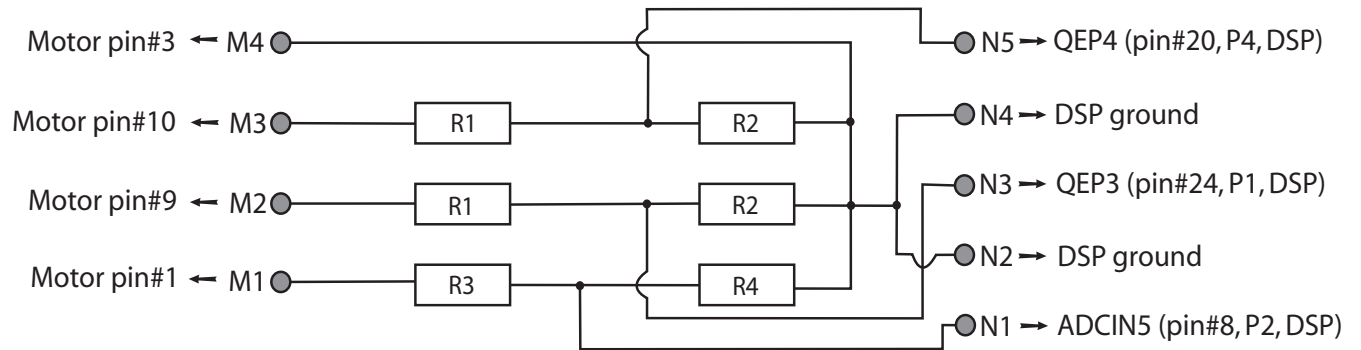 Motor pin#3 ← M4
N5 → QEP4 (pin#20, P4, DSP)
Motor pin#10 ← M3
R1
R2
N4 → DSP ground
Motor pin#9 ← M2
R1
R2
N3 → QEP3 (pin#24, P1, DSP)
Motor pin#1 ← M1
R3
R4
N2 → DSP ground
N1 → ADCIN5 (pin#8, P2, DSP)